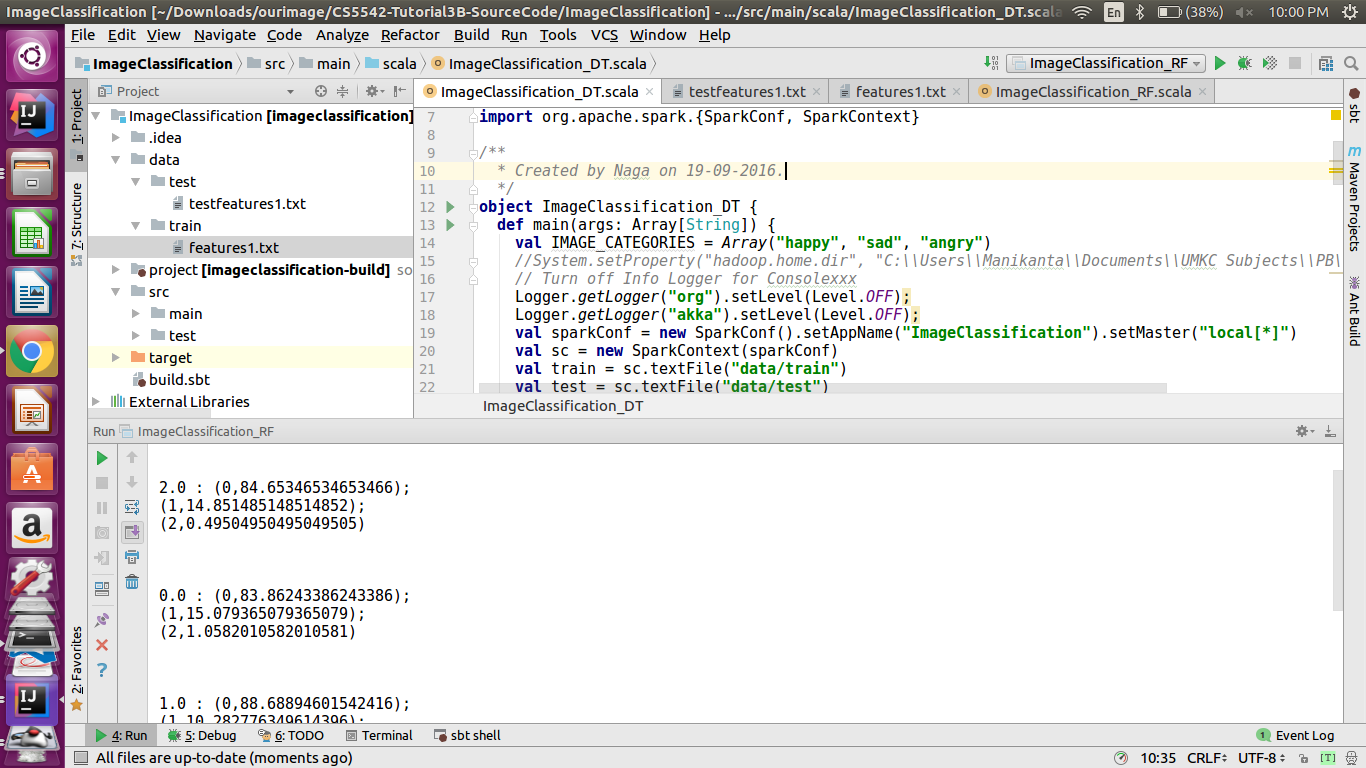 ImageClassification [~/Downloads/ourimage/CS5542-Tutorial3B-SourceCode/ImageClassification] - .../src/main/scala/ImageClassification_DT.scala
En
(38%)
10:00 PM
File Edit View Navigate Code Analyze Refactor Build Run Tools VCS Window Help
ImageClassification src main scala ImageClassification_DT.scala
ImageClassification_RF
Project
ImageClassification_DT.scala testfeatures1.txt features1.txt ImageClassification_RF.scala
1: Project
7: Structure
2: Favorites
ImageClassification [imageclassification]
.idea
data
test
testfeatures1.txt
train
features1.txt
project [imageclassification-build] so
src
main
test
target
build.sbt
External Libraries
7 import org.apache.spark.{SparkConf, SparkContext}
8
9 /**
10 * Created by Naga on 19-09-2016.
11 */
12 object ImageClassification_DT {
13 def main(args: Array[String]) {
14 val IMAGE_CATEGORIES = Array("happy", "sad", "angry")
15 //System.setProperty("hadoop.home.dir", "C:\\Users\\Manikanta\\Documents\\UMKC Subjects\\PB\
16 // Turn off Info Logger for Consolexxx
17 Logger.getLogger("org").setLevel(Level.OFF);
18 Logger.getLogger("akka").setLevel(Level.OFF);
19 val sparkConf = new SparkConf().setAppName("ImageClassification").setMaster("local[*]")
20 val sc = new SparkContext(sparkConf)
21 val train = sc.textFile("data/train")
22 val test = sc.textFile("data/test")
ImageClassification_DT
sbt
Maven Projects
Ant Build
Run ImageClassification_RF
2.0 : (0,84.65346534653466);
(1,14.851485148514852);
(2,0.49504950495049505)
0.0 : (0,83.86243386243386);
(1,15.079365079365079);
(2,1.0582010582010581)
1.0 : (0,88.68894601542416);
(1,10.282776349614396);
4: Run 5: Debug 6: TODO Terminal sbt shell
1 Event Log
All files are up-to-date (moments ago)
10:35 CRLF UTF-8 [T]